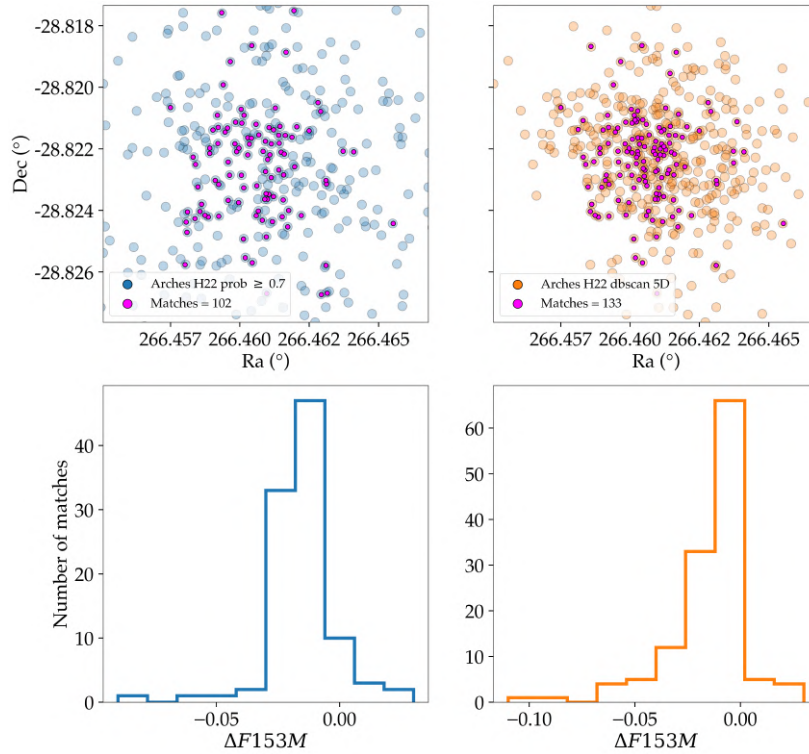 -28.818
-28.820
-28.822
-28.824
-28.826
Dec (°)
Arches H22 prob ≥ 0.7
Matches = 102
266.457 266.460 266.462 266.465
Ra (°)
Arches H22 dbscan 5D
Matches = 133
266.457 266.460 266.462 266.465
Ra (°)
Number of matches
40
30
20
10
0
-0.05 0.00
ΔF153M
60
50
40
30
20
10
0
-0.10 -0.05 0.00
ΔF153M